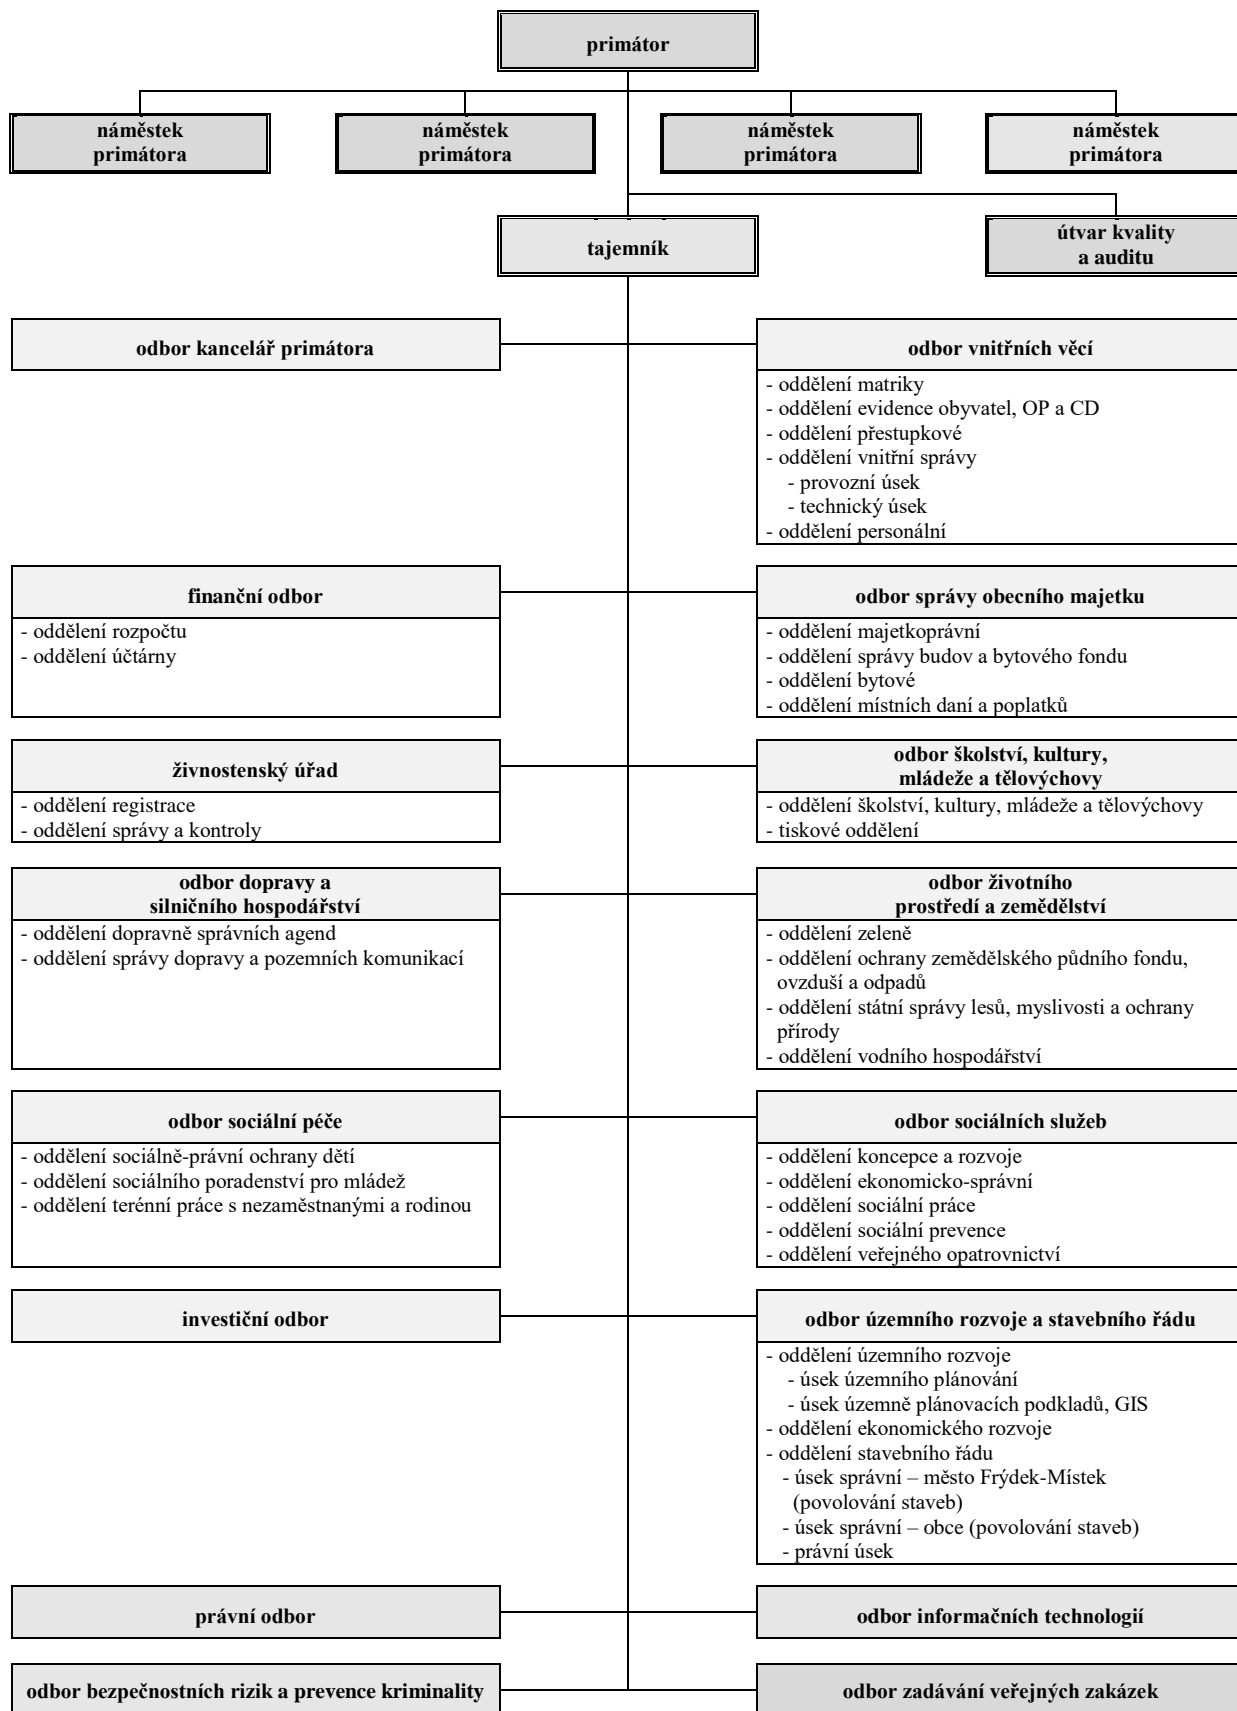 primátor
náměstek
primátora
náměstek
primátora
náměstek
primátora
náměstek
primátora
tajemník
útvar kvality
a auditu
odbor kancelář primátora
odbor vnitřních věcí
- oddělení matriky
- oddělení evidence obyvatel, OP a CD
- oddělení přestupkové
- oddělení vnitřní správy
- provozní úsek
- technický úsek
- oddělení personální
finanční odbor
- oddělení rozpočtu
- oddělení účtárny
odbor správy obecního majetku
- oddělení majetkoprávní
- oddělení správy budov a bytového fondu
- oddělení bytové
- oddělení místních daní a poplatků
živnostenský úřad
- oddělení registrace
- oddělení správy a kontroly
odbor školství, kultury,
mládeže a tělovýchovy
- oddělení školství, kultury, mládeže a tělovýchovy
- tiskové oddělení
odbor dopravy a
silničního hospodářství
- oddělení dopravně správních agend
- oddělení správy dopravy a pozemních komunikací
odbor životního
prostředí a zemědělství
- oddělení zeleně
- oddělení ochrany zemědělského půdního fondu,
ovzduší a odpadů
- oddělení státní správy lesů, myslivosti a ochrany
přírody
- oddělení vodního hospodářství
odbor sociální péče
- oddělení sociálně-právní ochrany dětí
- oddělení sociálního poradenství pro mládež
- oddělení terénní práce s nezaměstnanými a rodinou
odbor sociálních služeb
- oddělení koncepce a rozvoje
- oddělení ekonomicko-správní
- oddělení sociální práce
- oddělení sociální prevence
- oddělení veřejného opatrovnictví
investiční odbor
odbor územního rozvoje a stavebního řádu
- oddělení územního rozvoje
- úsek územního plánování
- úsek územně plánovacích podkladů, GIS
- oddělení ekonomického rozvoje
- oddělení stavebního řádu
- úsek správní – město Frýdek-Místek
(povolování staveb)
- úsek správní – obce (povolování staveb)
- právní úsek
právní odbor
odbor informačních technologií
odbor bezpečnostních rizik a prevence kriminality
odbor zadávání veřejných zakázek